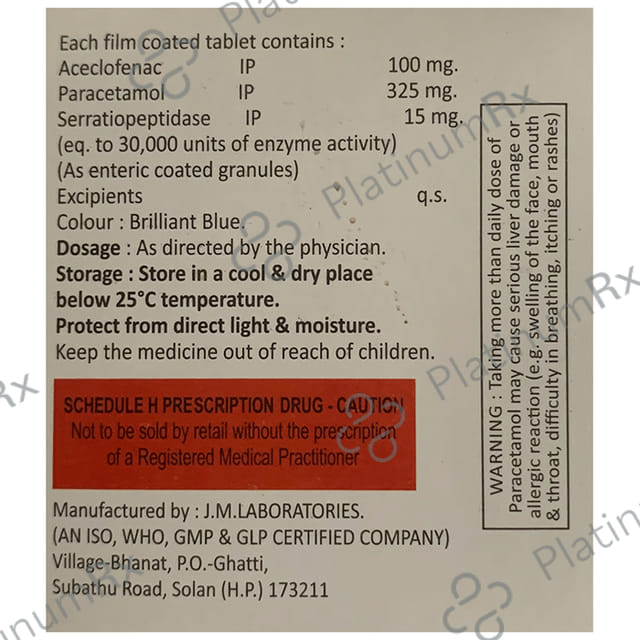 Each film coated tablet contains :
Aceclofenac IP 100 mg.
Paracetamol IP 325 mg.
Serratiopeptidase IP 15 mg.
(eq. to 30,000 units of enzyme activity)
(As enteric coated granules)
Excipients q.s.
Colour : Brilliant Blue.
Dosage : As directed by the physician.
Storage : Store in a cool & dry place
below 25°C temperature.
Protect from direct light & moisture.
Keep the medicine out of reach of children.
SCHEDULE H PRESCRIPTION DRUG - CAUTION
Not to be sold by retail without the prescription
of a Registered Medical Practitioner
Manufactured by : J.M.LABORATORIES.
(AN ISO, WHO, GMP & GLP CERTIFIED COMPANY)
Village-Bhanat, P.O.-Ghatti,
Subathu Road, Solan (H.P.) 173211
WARNING : Taking more than daily dose of
Paracetamol may cause serious liver damage or
allergic reaction (e.g. swelling of the face, mouth
& throat, difficulty in breathing, itching or rashes)
PlatinumRx
PlatinumRx
PlatinumRx
Rx
Platin